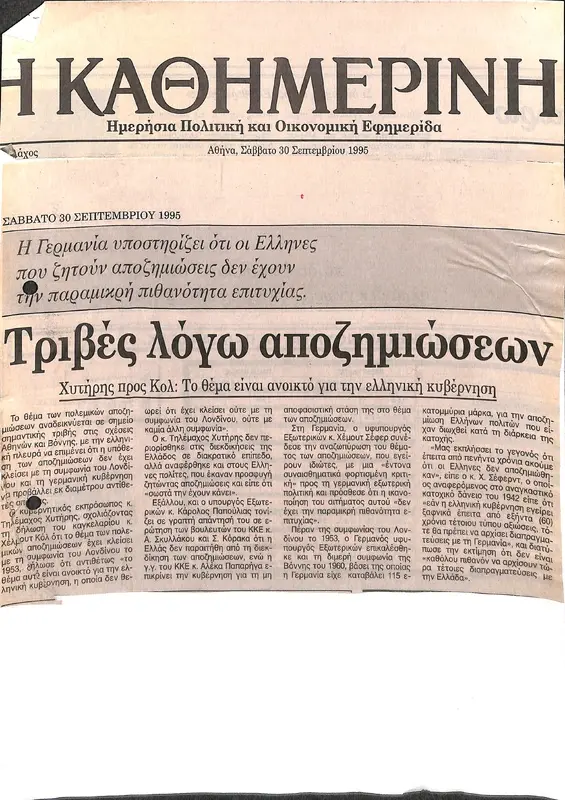 Η ΚΑΘΗΜΕΡΙΝΗ
Ημερήσια Πολιτική και Οικονομική Εφημερίδα
Αθήνα, Σάββατο 30 Σεπτεμβρίου 1995
ΣΑΒΒΑΤΟ 30 ΣΕΠΤΕΜΒΡΙΟΥ 1995
Η Γερμανία υποστηρίζει ότι οι Ελληνες
που ζητούν αποζημιώσεις δεν έχουν
την παραμικρή πιθανότητα επιτυχίας.
Τριβές λόγω αποζημιώσεων
Χυτήρης προς Κολ: Το θέμα είναι ανοικτό για την ελληνική κυβέρνηση
Το θέμα των πολεμικών αποζη-
μιώσεων αναδεικνύεται σε σημείο
σημαντικής τριβής στις σχέσεις
Αθηνών και Βόννης, με την ελληνι-
κή πλευρά να επιμένει ότι η υπόθε-
ση των αποζημιώσεων δεν έχει
κλείσει με τη συμφωνία του Λονδί-
νου και τη γερμανική κυβέρνηση
να προβάλλει εκ διαμέτρου αντίθε-
τές
Ο κυβερνητικός εκπρόσωπος κ.
Τηλέμαχος Χυτήρης, σχολιάζοντας
τη δήλωση του καγκελαρίου κ.
Χέλμουτ Κολ ότι το θέμα των πολε-
μικών αποζημιώσεων έχει κλείσει
με τη συμφωνία του Λονδίνου το
1953, δήλωσε ότι αντιθέτως «το
θέμα αυτό είναι ανοικτό για την ελ-
ληνική κυβέρνηση, η οποία δεν θε-
ωρεί ότι έχει κλείσει ούτε με τη
συμφωνία του Λονδίνου, ούτε με
καμία άλλη συμφωνία».
Ο κ. Τηλέμαχος Χυτήρης δεν πε-
ριορίσθηκε στις διεκδικήσεις της
Ελλάδος σε διακρατικό επίπεδο,
αλλά αναφέρθηκε και στους Ελλη-
νες πολίτες, που έκαναν προσφυγή
ζητώντας αποζημιώσεις και είπε ότι
«σωστά την έχουν κάνει».
Εξάλλου, και ο υπουργός Εξωτε-
ρικών κ. Κάρολος Παπούλιας τονί-
ζει σε γραπτή απάντησή του σε ε-
ρώτηση των βουλευτών του ΚΚΕ κ.
Α. Σκυλλάκου και Σ. Κόρακα ότι η
Ελλάς δεν παραιτήθη από τη διεκ-
δίκηση των αποζημιώσεων, ενώ η
γ.γ. του ΚΚΕ κ. Αλέκα Παπαρήγα ε-
πικρίνει την κυβέρνηση για τη μη
αποφασιστική στάση της στο θέμα
των αποζημιώσεων.
Στη Γερμανία, ο υφυπουργός
Εξωτερικών κ. Χέμουτ Σέφερ συνέ-
δεσε την αναζωπύρωση του θέμα-
τος των αποζημιώσεων, που εγεί-
ρουν ιδιώτες, με μια «έντονα
συναισθηματικά φορτισμένη κριτι-
κή» προς τη γερμανική εξωτερική
πολιτική και πρόσθεσε ότι η ικανο-
ποίηση του αιτήματος αυτού «δεν
έχει την παραμικρή πιθανότητα ε-
πιτυχίας».
Πέραν της συμφωνίας του Λον-
δίνου το 1953, ο Γερμανός υφ-
υπουργός Εξωτερικών επικαλέσθη-
κε και τη διμερή συμφωνία της
Βόννης του 1960, βάσει της οποίας
η Γερμανία είχε καταβάλει 115 ε-
κατομμύρια μάρκα, για την αποζη-
μίωση Ελλήνων πολιτών που εί-
χαν διωχθεί κατά τη διάρκεια της
κατοχής.
«Μας εκπλήσσει το γεγονός ότι
έπειτα από πενήντα χρόνια ακούμε
ότι οι Ελληνες δεν αποζημιώθη-
καν», είπε ο κ. Χ. Σέφερντ, ο οποί-
ος αναφερόμενος στο αναγκαστικό
κατοχικό δάνειο του 1942 είπε ότι
«εάν η ελληνική κυβέρνηση εγείρει
ξαφνικά έπειτα από εξήντα (60)
χρόνια τέτοιου τύπου αξιώσεις, τό-
τε θα πρέπει να αρχίσει διαπραγμα-
τεύσεις με τη Γερμανία», και διατύ-
πωσε την εκτίμηση ότι δεν είναι
«καθόλου πιθανόν να αρχίσουν τώ-
ρα τέτοιες διαπραγματεύσεις με
την Ελλάδα».